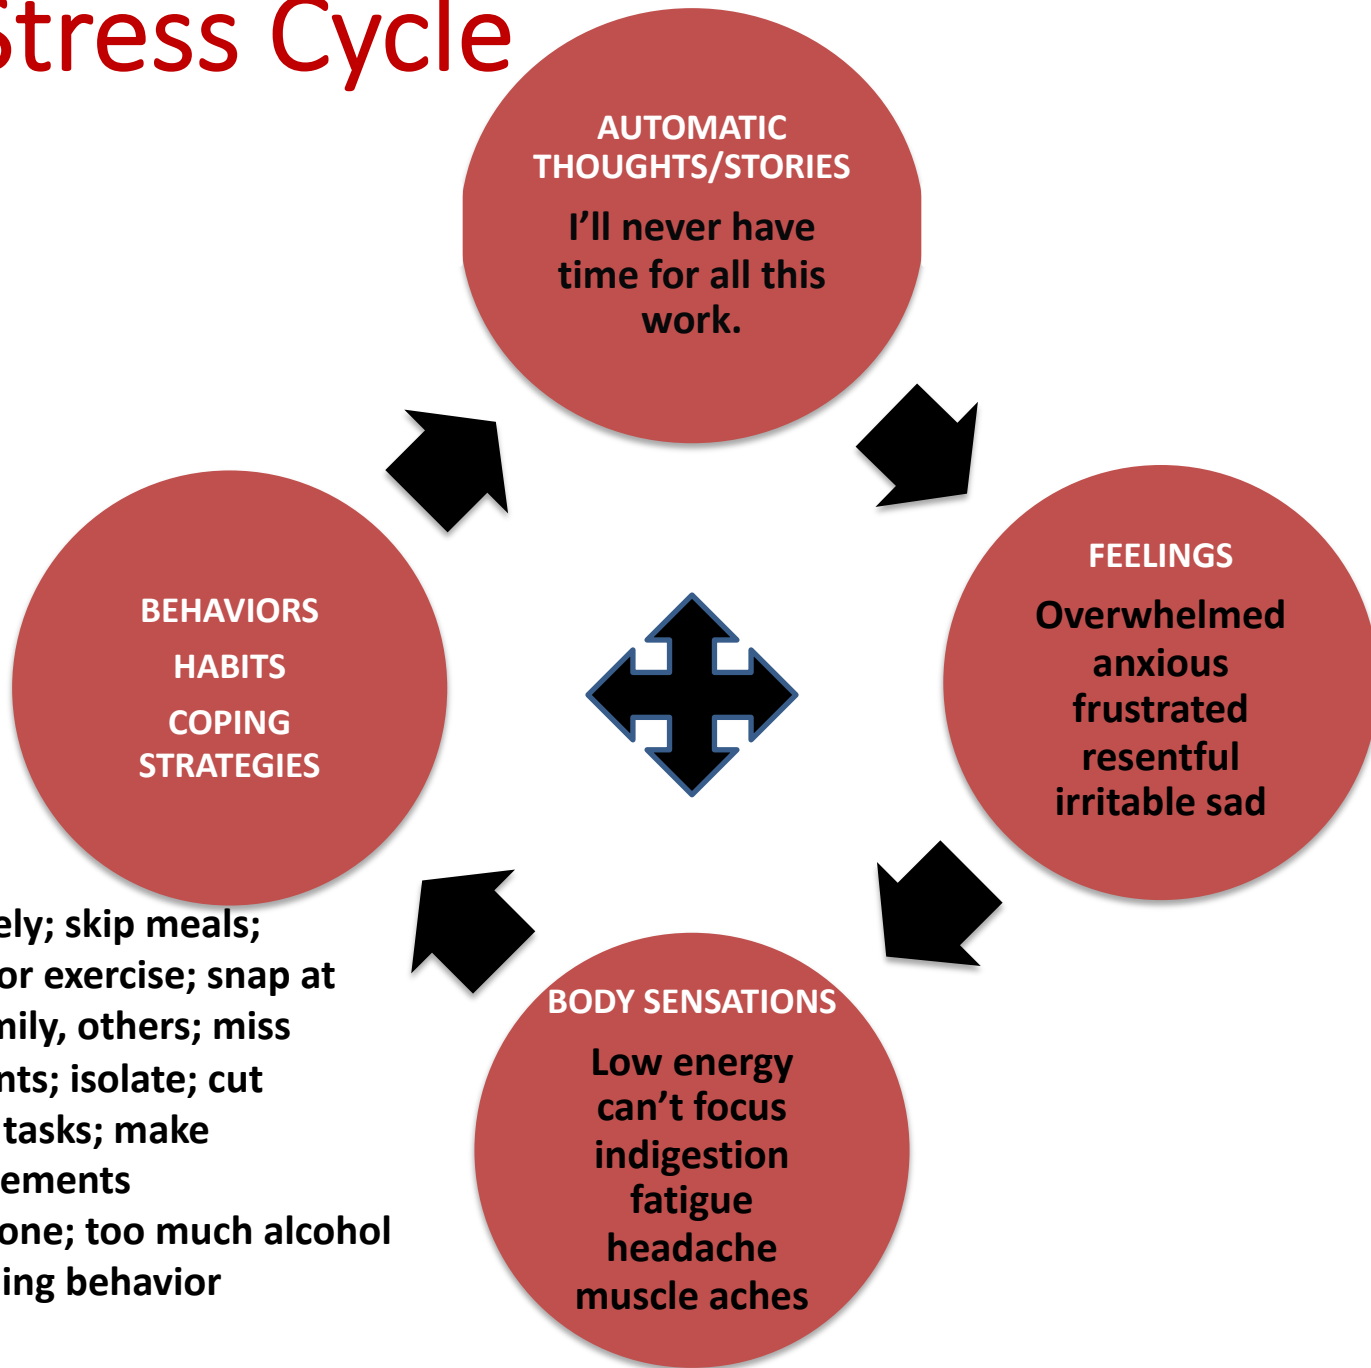 Stress Cycle
AUTOMATIC
THOUGHTS/STORIES
I’ll never have
time for all this
work.
FEELINGS
Overwhelmed
anxious
frustrated
resentful
irritable sad
BODY SENSATIONS
Low energy
can’t focus
indigestion
fatigue
headache
muscle aches
BEHAVIORS
HABITS
COPING
STRATEGIES
ely; skip meals;
or exercise; snap at
mily, others; miss
nts; isolate; cut
tasks; make
ements
one; too much alcohol
ing behavior